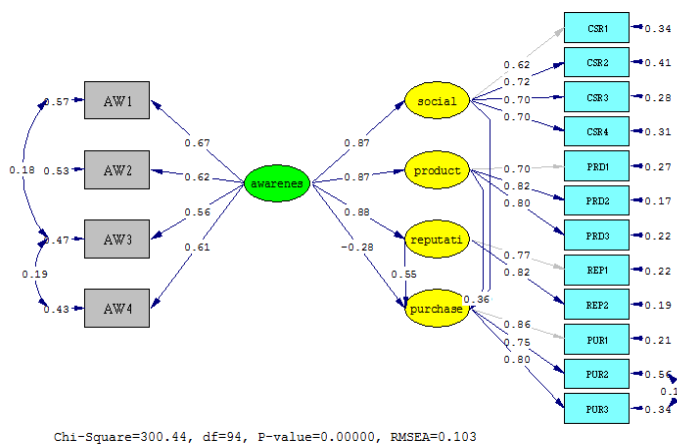 CSR1
0.34
0.62
CSR2
0.41
0.72
0.57
AW1
social
0.70
CSR3
0.28
0.70
CSR4
0.31
0.67
0.87
0.18
0.53
AW2
0.62
awarenes
0.87
product
0.70
PRD1
0.27
0.82
PRD2
0.17
0.80
0.56
0.88
PRD3
0.22
0.47
AW3
0.61
-0.28
reputati
0.77
REP1
0.22
0.19
0.55
0.82
0.43
AW4
purchase
0.36
REP2
0.19
0.86
PUR1
0.21
0.75
0.80
PUR2
0.56
PUR3
0.34
Chi-Square=300.44, df=94, P-value=0.00000, RMSEA=0.103